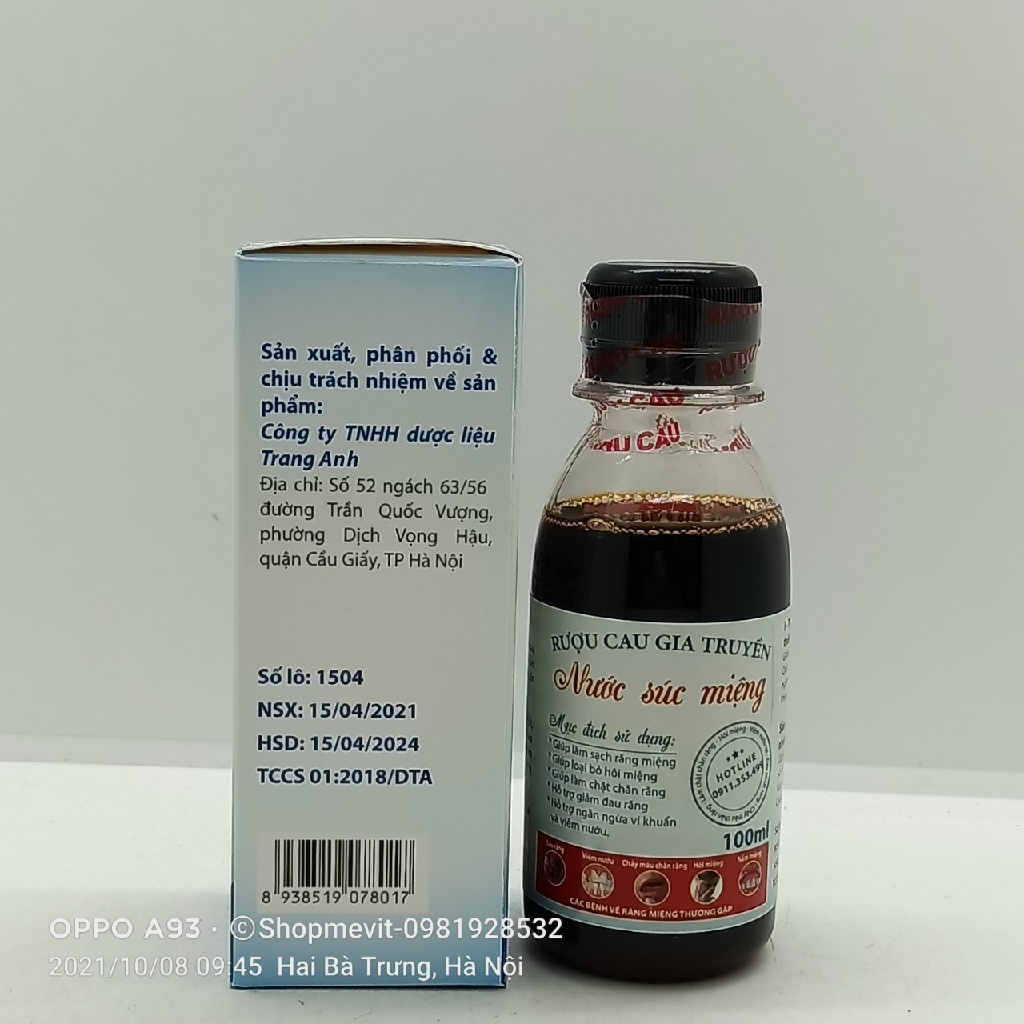 Sản xuất, phân phối &
chịu trách nhiệm về sản
phẩm:
Công ty TNHH dược liệu
Trang Anh
Địa chỉ: Số 52 ngách 63/56
đường Trần Quốc Vượng,
phường Dịch Vọng Hậu,
quận Cầu Giấy, TP Hà Nội
Số lô: 1504
NSX: 15/04/2021
HSD: 15/04/2024
TCCS 01:2018/DTA
8 938519 078017
RƯỢU CAU
RƯỢU CAU GIA TRUYỀN
Nước súc miệng
Mục đích sử dụng:
* Giúp làm sạch răng miệng
* Giúp loại bỏ hôi miệng
* Giúp làm chặt chân răng
* Hỗ trợ giảm đau răng
* Hỗ trợ ngăn ngừa vi khuẩn
và viêm nướu.
HOTLINE
100ml
Sâu răng Viêm nướu Chảy máu chân răng Hôi miệng Nấm miệng
CÁC BỆNH VỀ RĂNG MIỆNG THƯỜNG GẶP
OPPO A93 · ©Shopmevit-0981928532
2021/10/08 09:45 Hai Bà Trưng, Hà Nội